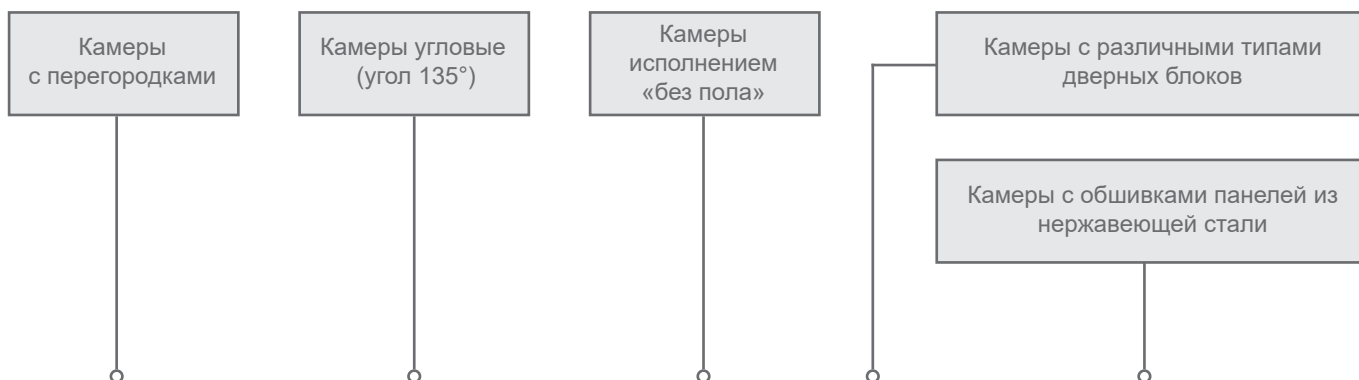 Камеры
с перегородками
Камеры угловые
(угол 135°)
Камеры
исполнением
«без пола»
Камеры с различными типами
дверных блоков
Камеры с обшивками панелей из
нержавеющей стали